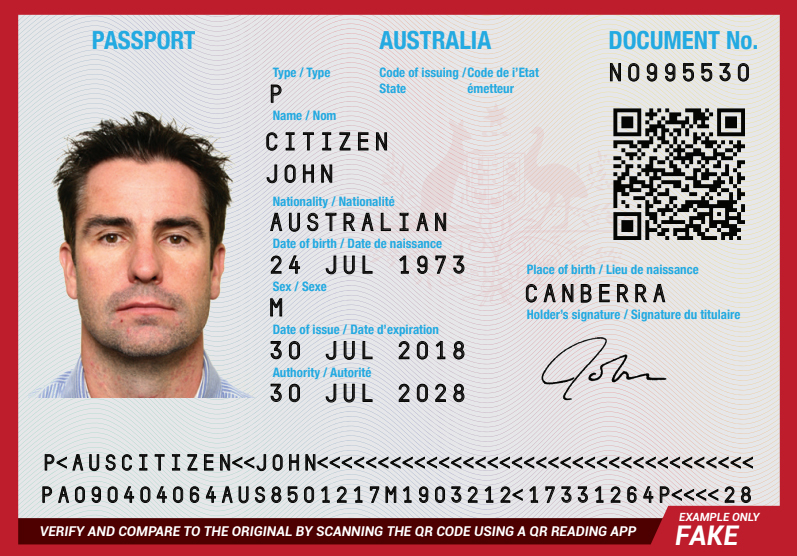 PASSPORT AUSTRALIA DOCUMENT No.
Type / Type Code of issuing / Code de i'Etat
State émetteur
N0995530
P
Name / Nom
CITIZEN
JOHN
Nationality / Nationalité
AUSTRALIAN
Date of birth / Date de naissance
24 JUL 1973
Place of birth / Lieu de naissance
CANBERRA
Sex / Sexe
M
Holder's signature / Signature du titulaire
John
Date of issue / Date d'expiration
30 JUL 2018
Authority / Autorité
30 JUL 2028
P<AUSCITIZEN<<JOHN<<<<<<<<<<<<<<<<<<<<<<<<<<<<<<<<<<<<
PA090404064AUS8501217M1903212<17331264P<<<<28
VERIFY AND COMPARE TO THE ORIGINAL BY SCANNING THE QR CODE USING A QR READING APP
EXAMPLE ONLY
FAKE